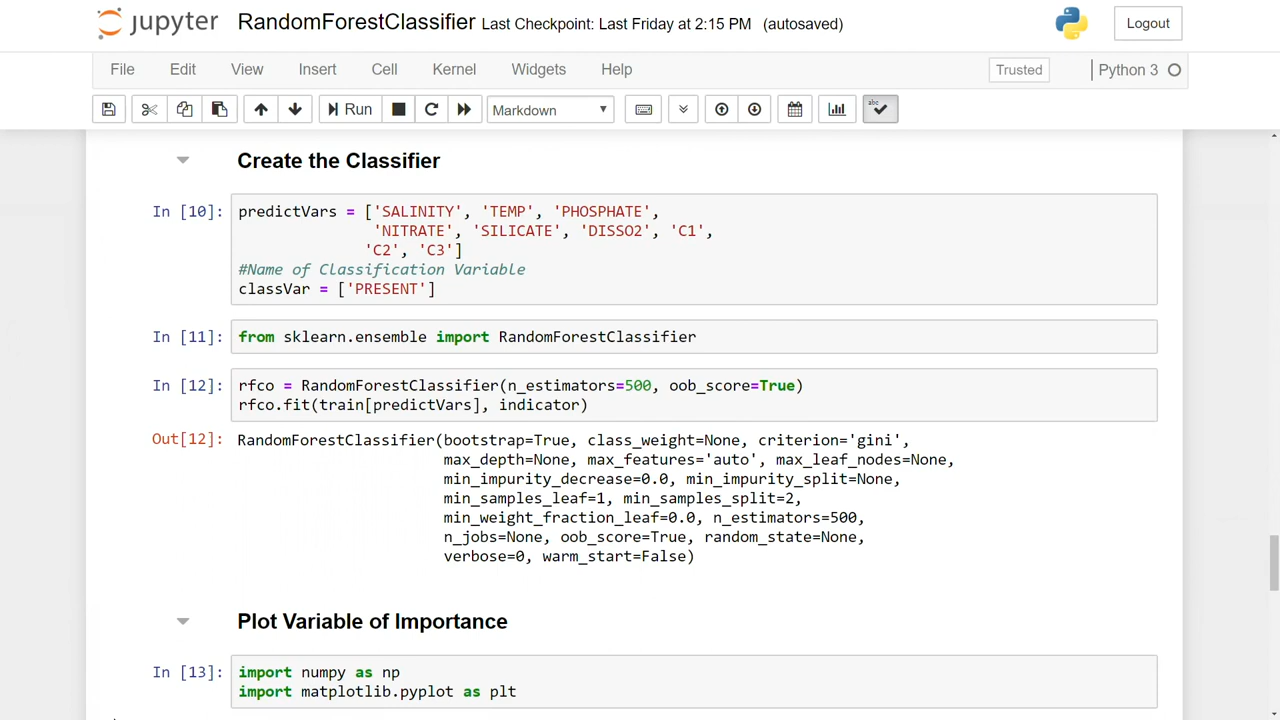 jupyter RandomForestClassifier Last Checkpoint: Last Friday at 2:15 PM (autosaved) Logout
File Edit View Insert Cell Kernel Widgets Help Trusted Python 3
Run Markdown abc
Create the Classifier
In [10]: predictVars = ['SALINITY', 'TEMP', 'PHOSPHATE',
'NITRATE', 'SILICATE', 'DISSO2', 'C1',
'C2', 'C3']
#Name of Classification Variable
classVar = ['PRESENT']
In [11]: from sklearn.ensemble import RandomForestClassifier
In [12]: rfco = RandomForestClassifier(n_estimators=500, oob_score=True)
rfco.fit(train[predictVars], indicator)
Out[12]: RandomForestClassifier(bootstrap=True, class_weight=None, criterion='gini',
max_depth=None, max_features='auto', max_leaf_nodes=None,
min_impurity_decrease=0.0, min_impurity_split=None,
min_samples_leaf=1, min_samples_split=2,
min_weight_fraction_leaf=0.0, n_estimators=500,
n_jobs=None, oob_score=True, random_state=None,
verbose=0, warm_start=False)
Plot Variable of Importance
In [13]: import numpy as np
import matplotlib.pyplot as plt